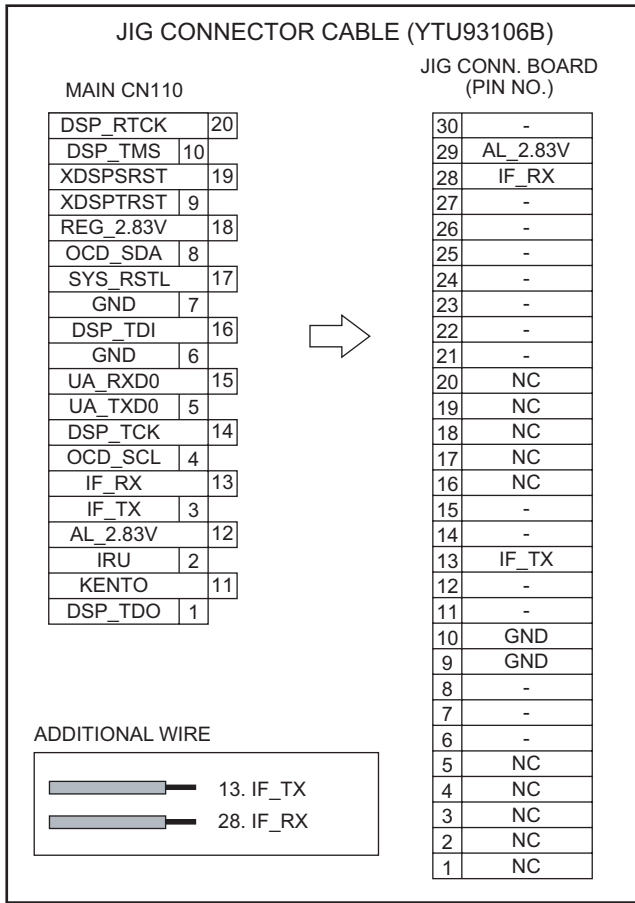 JIG CONNECTOR CABLE (YTU93106B)
MAIN CN110
DSP_RTCK 20
DSP_TMS 10
XDSPSRST 19
XDSPTRST 9
REG_2.83V 18
OCD_SDA 8
SYS_RSTL 17
GND 7
DSP_TDI 16
GND 6
UA_RXD0 15
UA_TXD0 5
DSP_TCK 14
OCD_SCL 4
IF_RX 13
IF_TX 3
AL_2.83V 12
IRU 2
KENTO 11
DSP_TDO 1
JIG CONN. BOARD
(PIN NO.)
30 -
29 AL_2.83V
28 IF_RX
27 -
26 -
25 -
24 -
23 -
22 -
21 -
20 NC
19 NC
18 NC
17 NC
16 NC
15 -
14 -
13 IF_TX
12 -
11 -
10 GND
9 GND
8 -
7 -
6 -
5 NC
4 NC
3 NC
2 NC
1 NC
ADDITIONAL WIRE
13. IF_TX
28. IF_RX